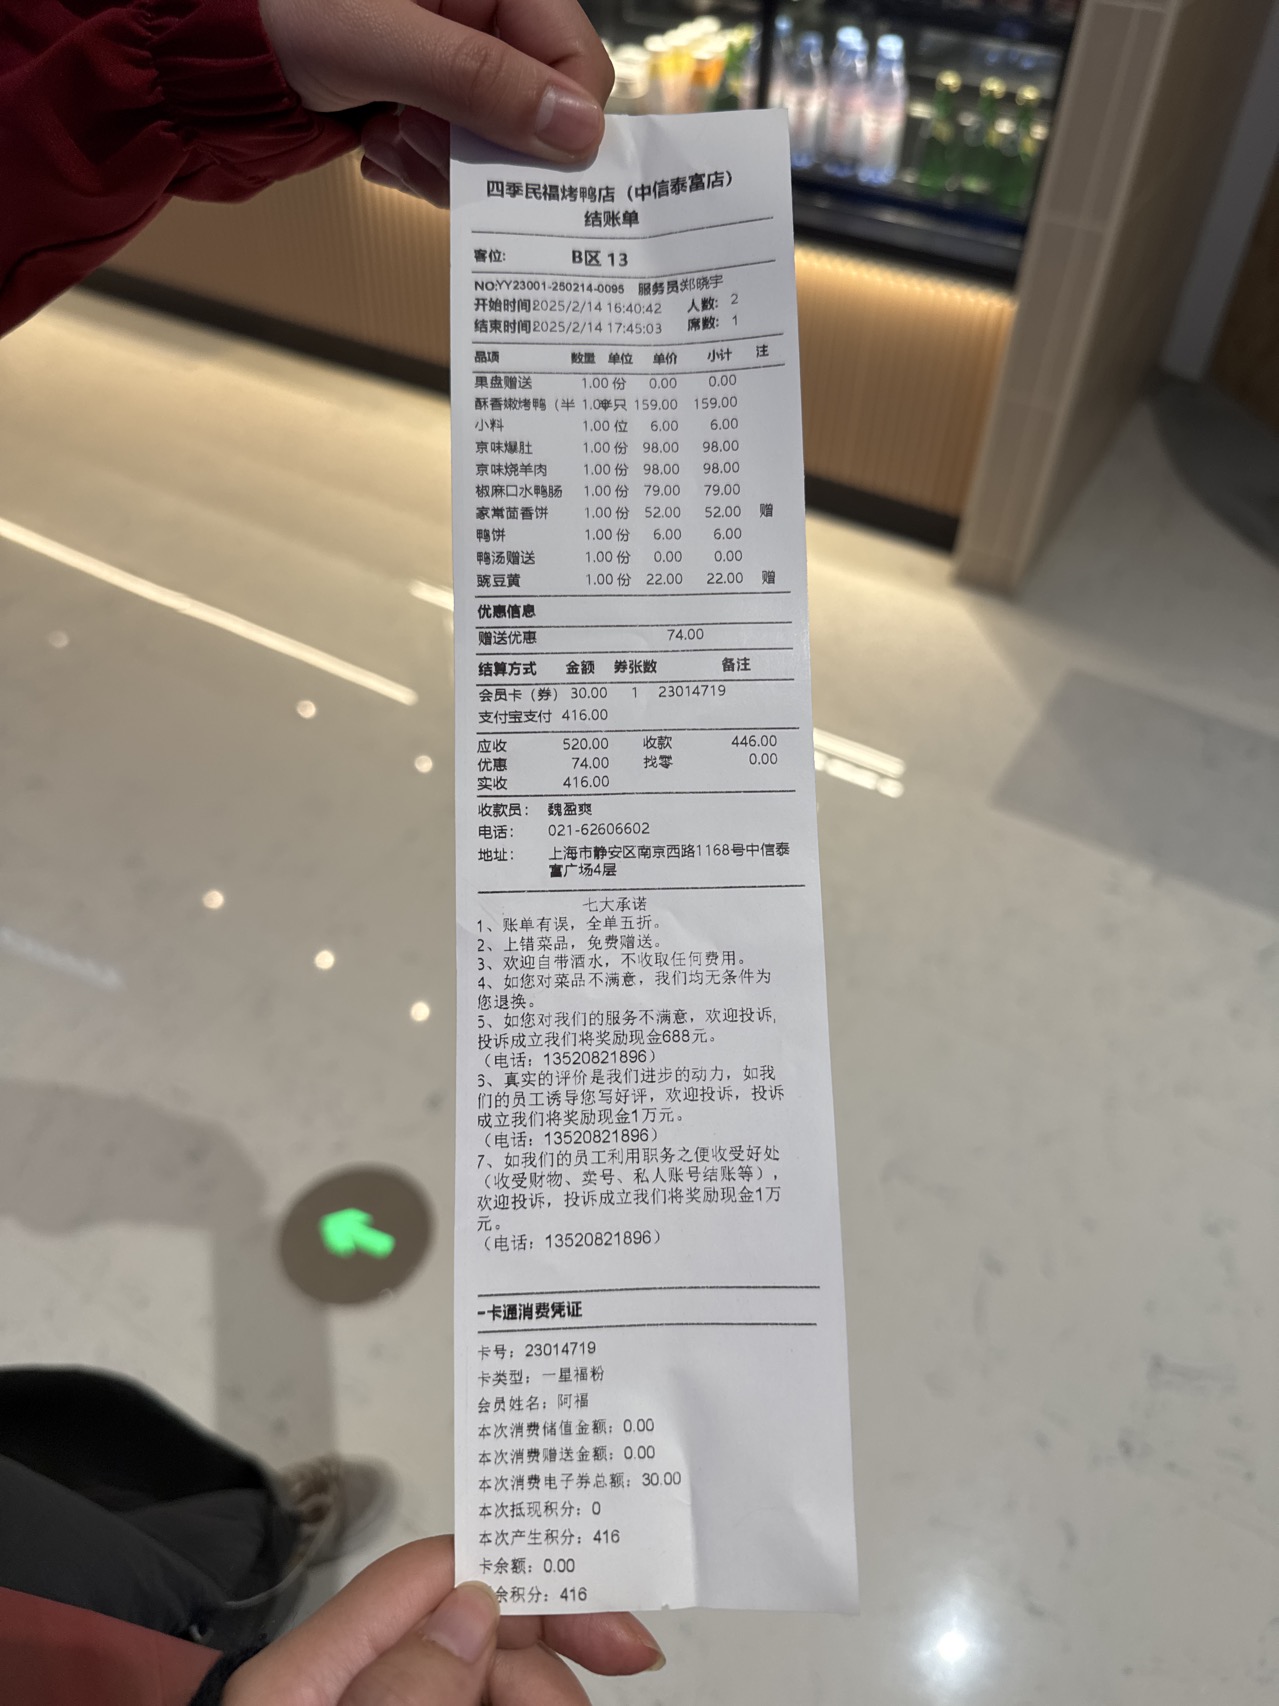 四季民福烤鸭店（中信泰富店）
结账单
客位： B区 13
NO:YY23001-250214-0095 服务员:郑晓宇
开始时间2025/2/14 16:40:42 人数： 2
结束时间2025/2/14 17:45:03 席数： 1
品项 数量 单位 单价 小计 注
果盘赠送 1.00 份 0.00 0.00
酥香嫩烤鸭（半 1.00半只 159.00 159.00
小料 1.00 位 6.00 6.00
京味爆肚 1.00 份 98.00 98.00
京味烧羊肉 1.00 份 98.00 98.00
椒麻口水鸭肠 1.00 份 79.00 79.00
家常茴香饼 1.00 份 52.00 52.00 赠
鸭饼 1.00 份 6.00 6.00
鸭汤赠送 1.00 份 0.00 0.00
豌豆黄 1.00 份 22.00 22.00 赠
优惠信息
赠送优惠 74.00
结算方式 金额 券张数 备注
会员卡（券） 30.00 1 23014719
支付宝支付 416.00
应收 520.00 收款 446.00
优惠 74.00 找零 0.00
实收 416.00
收款员： 魏盈爽
电话： 021-62606602
地址： 上海市静安区南京西路1168号中信泰
富广场4层
七大承诺
1、账单有误，全单五折。
2、上错菜品，免费赠送。
3、欢迎自带酒水，不收取任何费用。
4、如您对菜品不满意，我们均无条件为
您退换。
5、如您对我们的服务不满意，欢迎投诉，
投诉成立我们将奖励现金688元。
（电话：13520821896）
6、真实的评价是我们进步的动力，如我
们的员工诱导您写好评，欢迎投诉，投诉
成立我们将奖励现金1万元。
（电话：13520821896）
7、如我们的员工利用职务之便收受好处
（收受财物、卖号、私人账号结账等），
欢迎投诉，投诉成立我们将奖励现金1万
元。
（电话：13520821896）
一卡通消费凭证
卡号：23014719
卡类型：一星福粉
会员姓名：阿福
本次消费储值金额：0.00
本次消费赠送金额：0.00
本次消费电子券总额：30.00
本次抵现积分：0
本次产生积分：416
卡余额：0.00
余积分：416